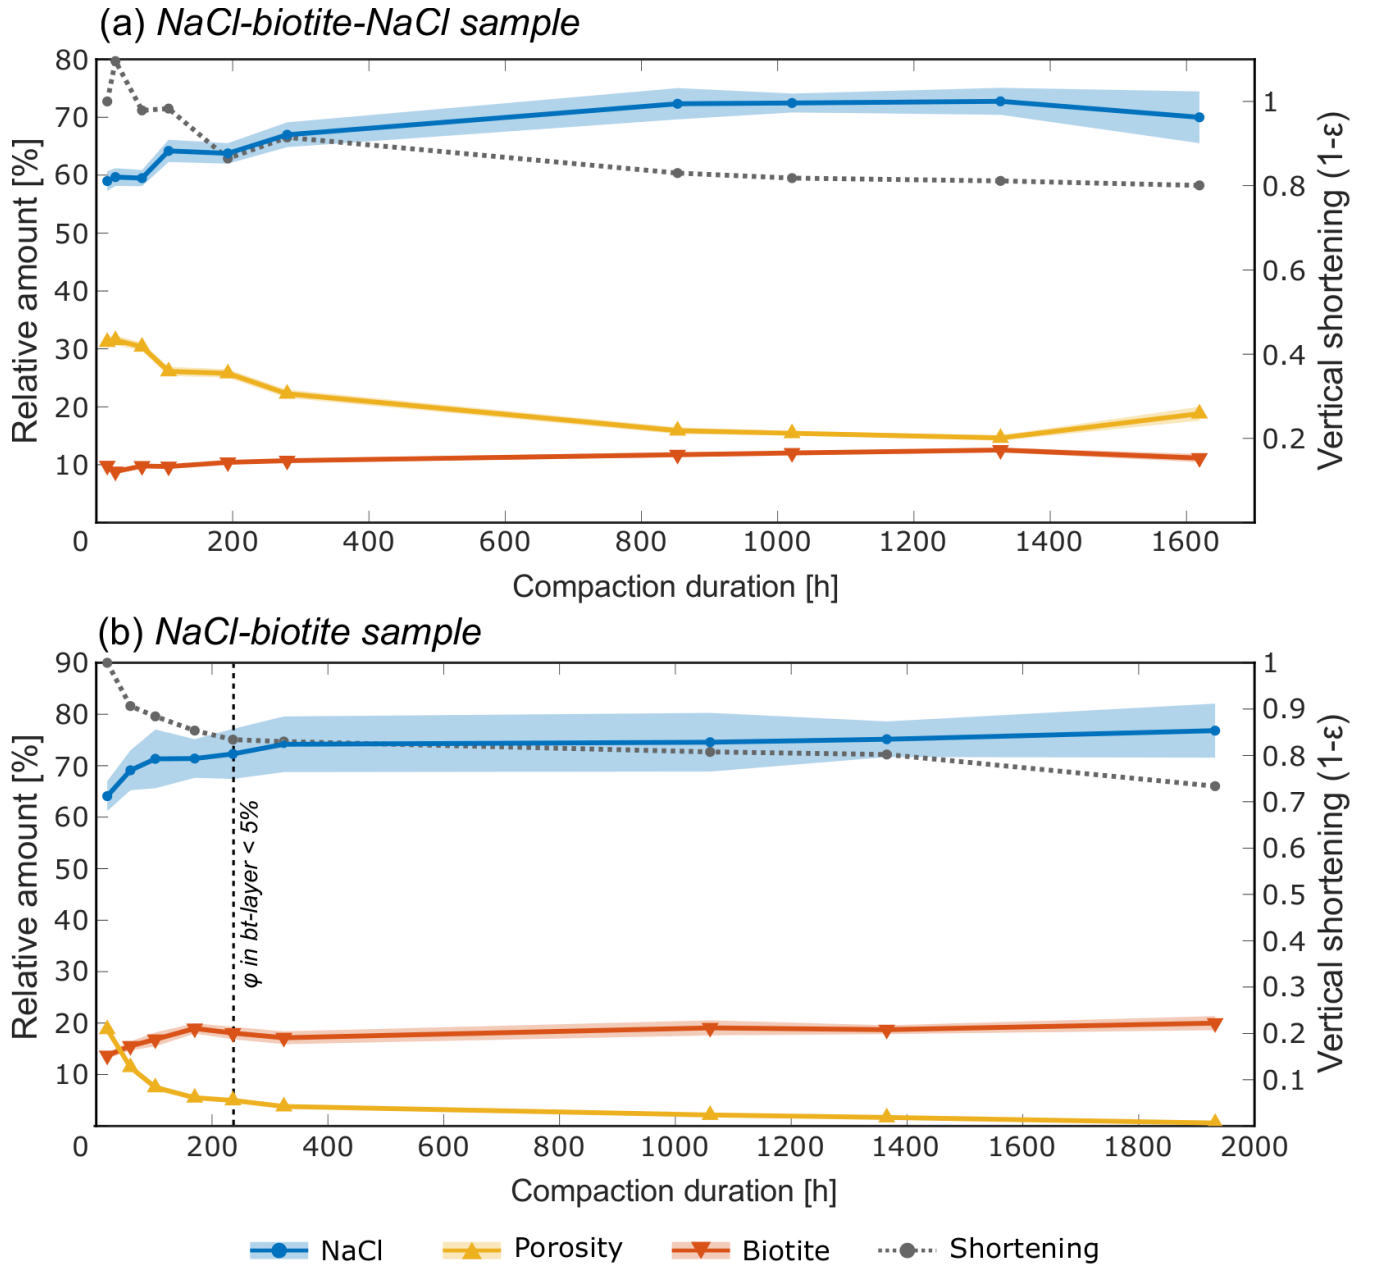 (a) NaCl-biotite-NaCl sample
80
70
60
50
40
30
20
10
Relative amount [%]
1
0.8
0.6
0.4
0.2
Vertical shortening (1-ε)
0 200 400 600 800 1000 1200 1400 1600
Compaction duration [h]
(b) NaCl-biotite sample
90
80
70
60
50
40
30
20
10
Relative amount [%]
φ in bt-layer < 5%
1
0.9
0.8
0.7
0.6
0.5
0.4
0.3
0.2
0.1
Vertical shortening (1-ε)
0 200 400 600 800 1000 1200 1400 1600 1800 2000
Compaction duration [h]
NaCl Porosity Biotite Shortening